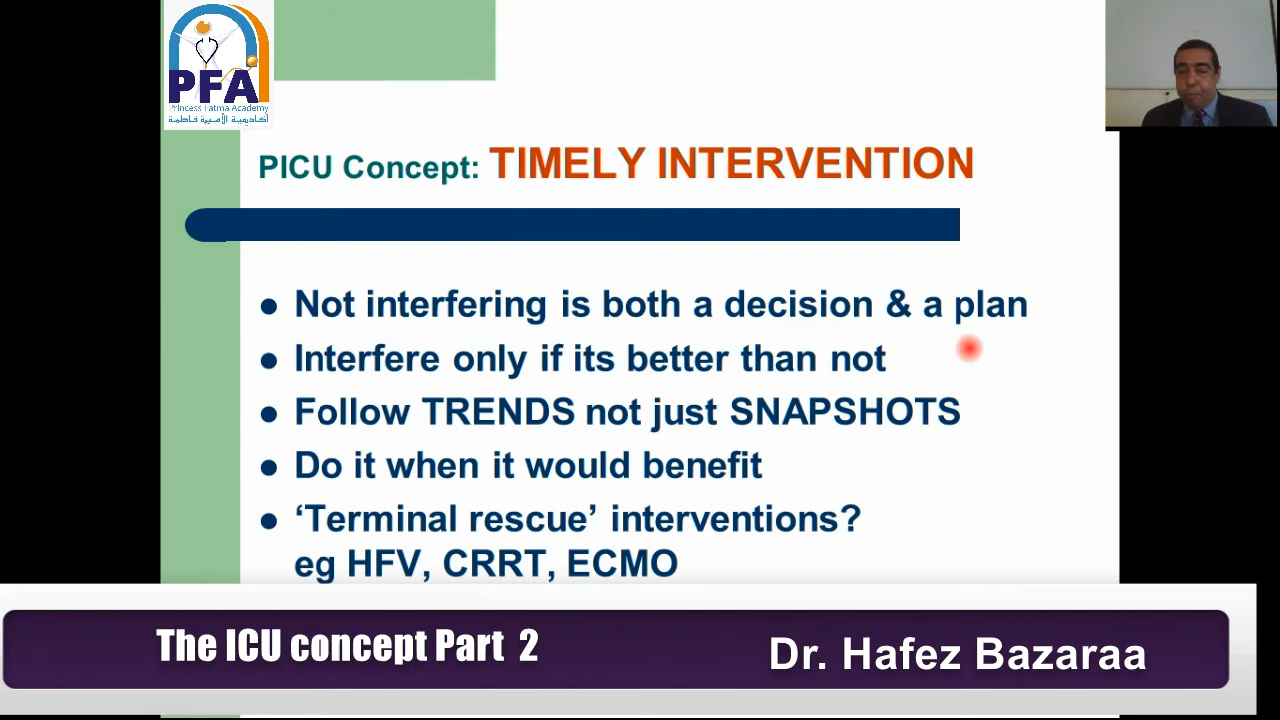 PFA
Princess Fatma Academy
أكاديمية الأميرة فاطمة
PICU Concept: TIMELY INTERVENTION
● Not interfering is both a decision & a plan
● Interfere only if its better than not
● Follow TRENDS not just SNAPSHOTS
● Do it when it would benefit
● ‘Terminal rescue’ interventions?
eg HFV, CRRT, ECMO
The ICU concept Part 2
Dr. Hafez Bazaraa